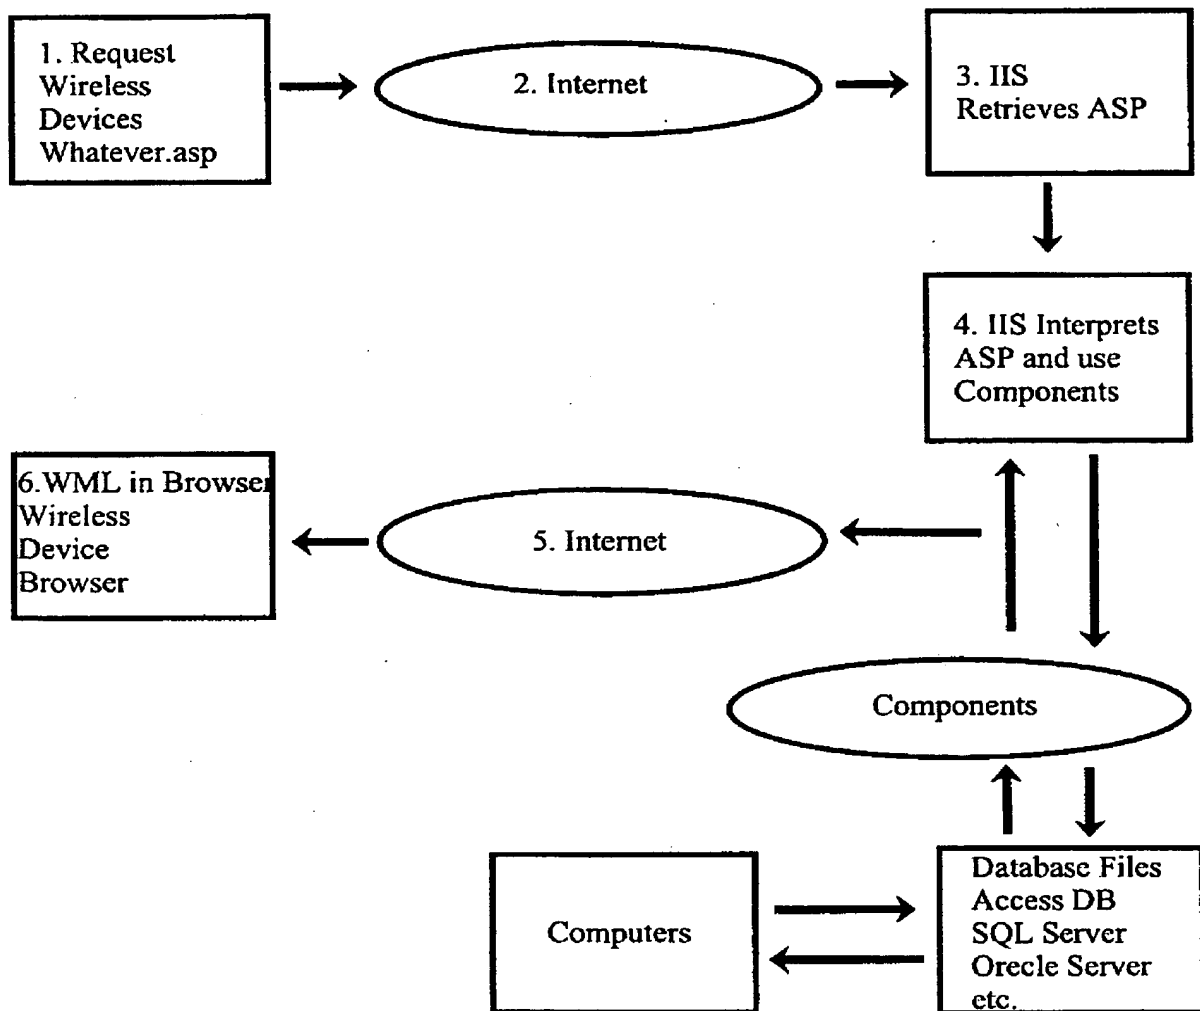 1. Request
Wireless
Devices
Whatever.asp
2. Internet
3. IIS
Retrieves ASP
4. IIS Interprets
ASP and use
Components
6.WML in Browser
Wireless
Device
Browser
5. Internet
Components
Computers
Database Files
Access DB
SQL Server
Orecle Server
etc.